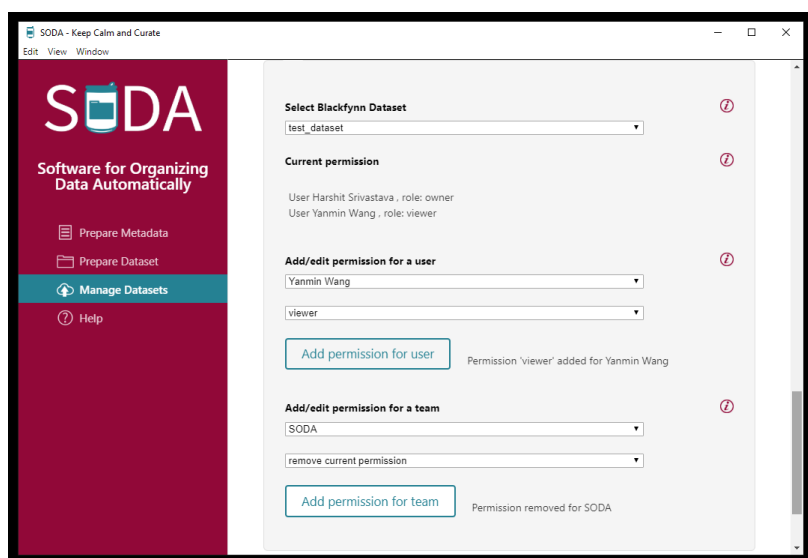 SODA - Keep Calm and Curate
Edit View Window
SODA
Software for Organizing
Data Automatically
Prepare Metadata
Prepare Dataset
Manage Datasets
Help
Select Blackfynn Dataset
test_dataset
Current permission
User Harshit Srivastava , role: owner
User Yanmin Wang , role: viewer
Add/edit permission for a user
Yanmin Wang
viewer
Add permission for user
Permission 'viewer' added for Yanmin Wang
Add/edit permission for a team
SODA
remove current permission
Add permission for team
Permission removed for SODA